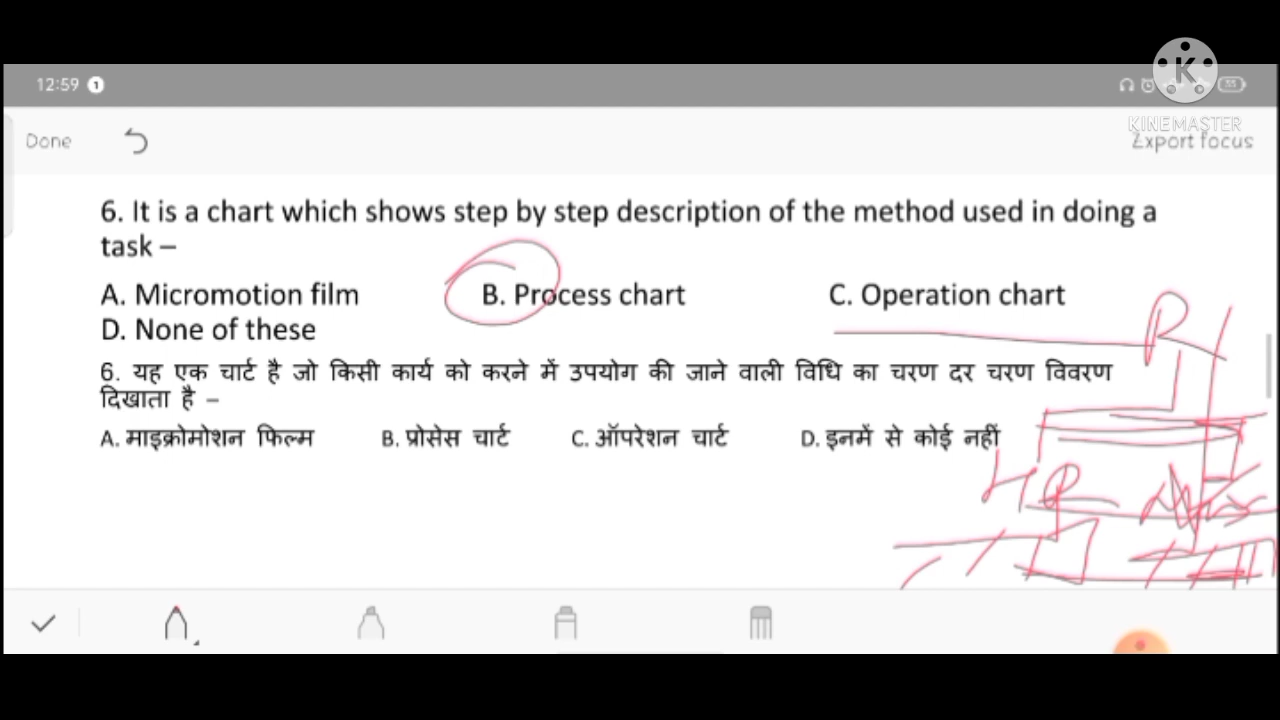 12:59 1
55
KINEMASTER
Done
Export focus
6. It is a chart which shows step by step description of the method used in doing a
task –
A. Micromotion film B. Process chart C. Operation chart
D. None of these
6. यह एक चार्ट है जो किसी कार्य को करने में उपयोग की जाने वाली विधि का चरण दर चरण विवरण
दिखाता है –
A. माइक्रोमोशन फिल्म B. प्रोसेस चार्ट C. ऑपरेशन चार्ट D. इनमें से कोई नहीं